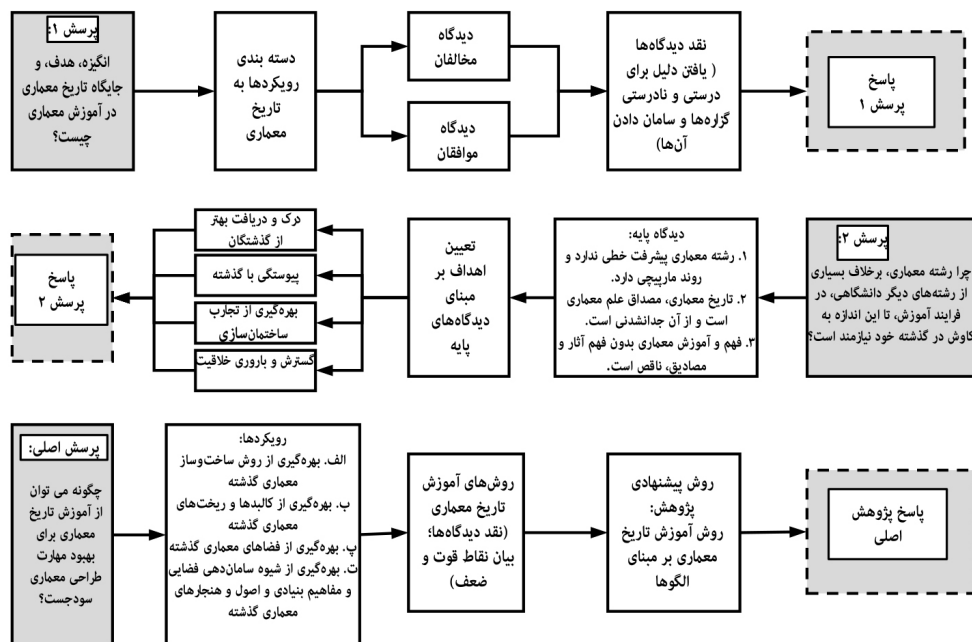 پرسش ۱:
انگیزه، هدف، و
جایگاه تاریخ معماری
در آموزش معماری
چیست؟
دسته بندی
رویکردها به
تاریخ
معماری
دیدگاه
مخالفان
دیدگاه
موافقان
نقد دیدگاه‌ها
( یافتن دلیل برای
درستی و نادرستی
گزاره‌ها و سامان دادن
آن‌ها)
پاسخ
پرسش ۱
پرسش ۲:
چرا رشته معماری، برخلاف بسیاری
از رشته‌های دیگر دانشگاهی، در
فرایند آموزش، تا این اندازه به
کاوش در گذشته خود نیازمند است؟
دیدگاه پایه:
۱. رشته معماری پیشرفت خطی ندارد و
روند مارپیچی دارد.
۲. تاریخ معماری، مصداق علم معماری
است و از آن جدانشدنی است.
۳. فهم و آموزش معماری بدون فهم آثار و
مصادیق، ناقص است.
تعیین
اهداف بر
مبنای
دیدگاه‌های
پایه
درک و دریافت بهتر
از گذشتگان
پیوستگی با گذشته
بهره‌گیری از تجارب
ساختمان‌سازی
گسترش و باروری خلاقیت
پاسخ
پرسش ۲
پرسش اصلی:
چگونه می توان
از آموزش تاریخ
معماری برای
بهبود مهارت
طراحی معماری
سودجست؟
رویکردها:
الف. بهره‌گیری از روش ساخت‌وساز
معماری گذشته
ب. بهره‌گیری از کالبدها و ریخت‌های
معماری گذشته
پ. بهره‌گیری از فضاهای معماری گذشته
ت. بهره‌گیری از شیوه سامان‌دهی فضایی
و مفاهیم بنیادی و اصول و هنجارهای
معماری گذشته
روش‌های آموزش
تاریخ معماری
(نقد دیدگاه‌ها؛
بیان نقاط قوت و
ضعف)
روش پیشنهادی
پژوهش:
روش آموزش تاریخ
معماری بر مبنای
الگوها
پاسخ پژوهش
اصلی